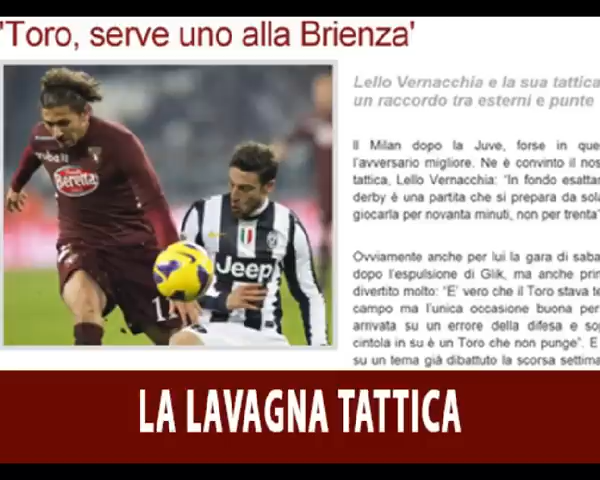 'Toro, serve uno alla Brienza'
Lello Vernacchia e la sua tattica
un raccordo tra esterni e punte
Il Milan dopo la Juve, forse in que
l'avversario migliore. Ne è convinto il nos
tattica, Lello Vernacchia: "In fondo esattar
derby è una partita che si prepara da sola
giocarla per novanta minuti, non per trenta"
Ovviamente anche per lui la gara di saba
dopo l'espulsione di Glik, ma anche prir
divertito molto: "E' vero che il Toro stava te
campo ma l'unica occasione buona per
arrivata su un errore della difesa e so
cintola in su è un Toro che non punge". E
su un tema già dibattuto la scorsa settima
Beretta
Jeep
LA LAVAGNA TATTICA